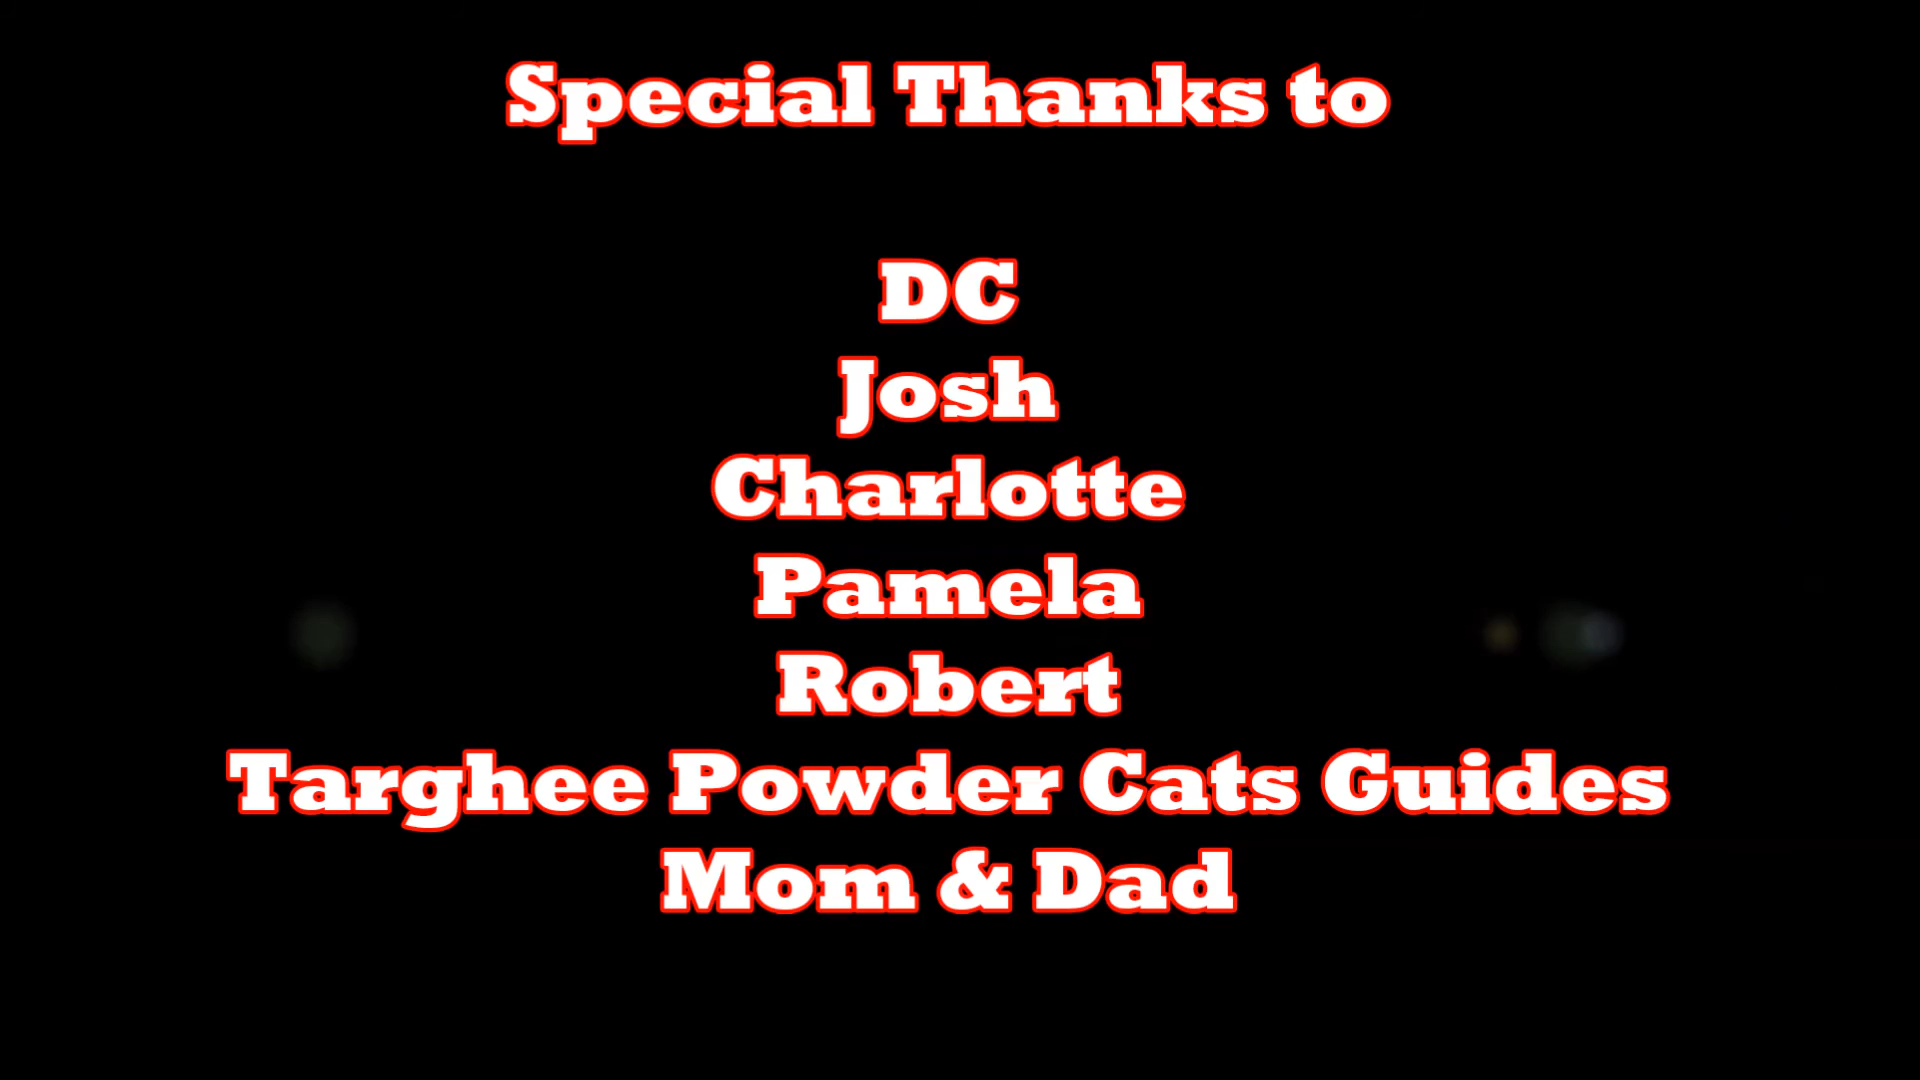 Special Thanks to
DC
Josh
Charlotte
Pamela
Robert
Targhee Powder Cats Guides
Mom & Dad